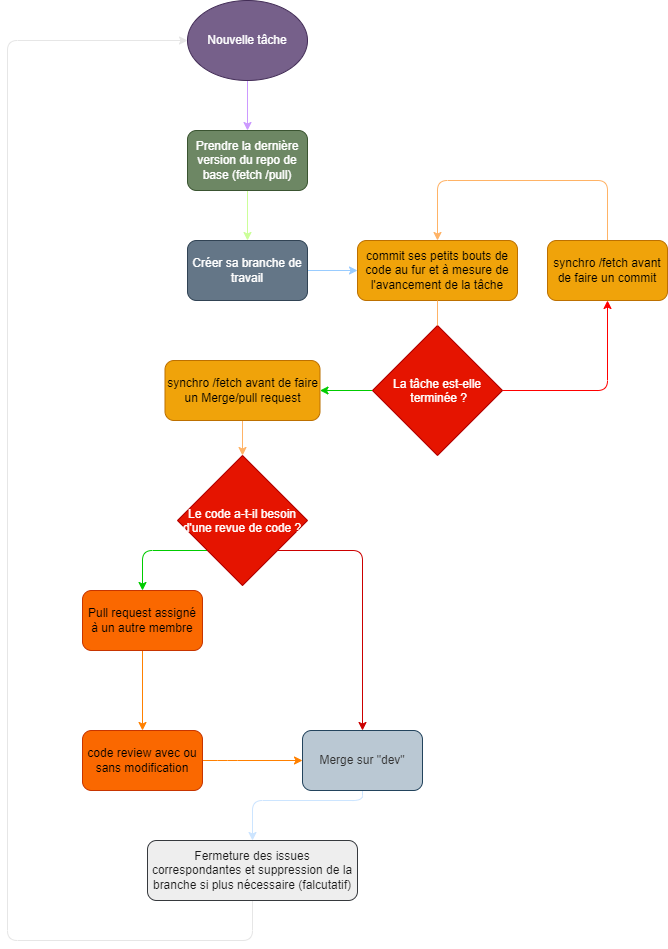 Nouvelle tâche
Prendre la dernière
version du repo de
base (fetch /pull)
Créer sa branche de
travail
commit ses petits bouts de
code au fur et à mesure de
l'avancement de la tâche
synchro /fetch avant
de faire un commit
La tâche est-elle
terminée ?
synchro /fetch avant de faire
un Merge/pull request
Le code a-t-il besoin
d'une revue de code ?
Pull request assigné
à un autre membre
code review avec ou
sans modification
Merge sur "dev"
Fermeture des issues
correspondantes et suppression de la
branche si plus nécessaire (falcutatif)